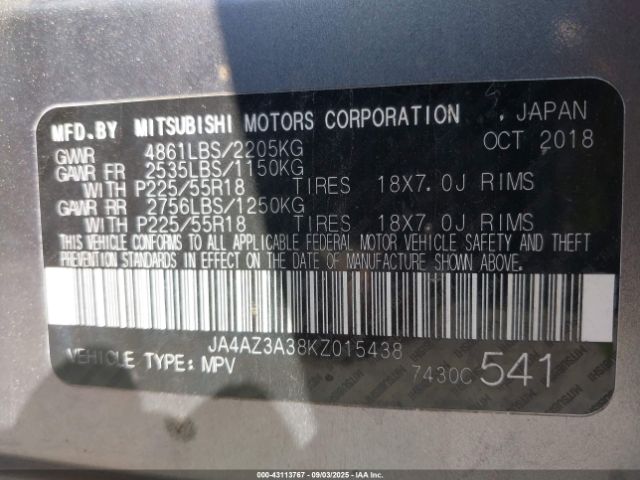 MFD.BY MITSUBISHI MOTORS CORPORATION , JAPAN
OCT 2018
GVWR 4861LBS/2205KG
GAWR FR 2535LBS/1150KG
WITH P225/55R18 TIRES 18X7.0J RIMS
GAWR RR 2756LBS/1250KG
WITH P225/55R18 TIRES 18X7.0J RIMS
THIS VEHICLE CONFORMS TO ALL APPLICABLE FEDERAL MOTOR VEHICLE SAFETY AND THEFT
PREVENTION STANDARDS IN EFFECT ON THE DATE OF MANUFACTURE SHOWN ABOVE.
JA4AZ3A38KZ015438
VEHICLE TYPE: MPV
7430C 541
000-43113767 - 09/03/2025 - IAAI.COM